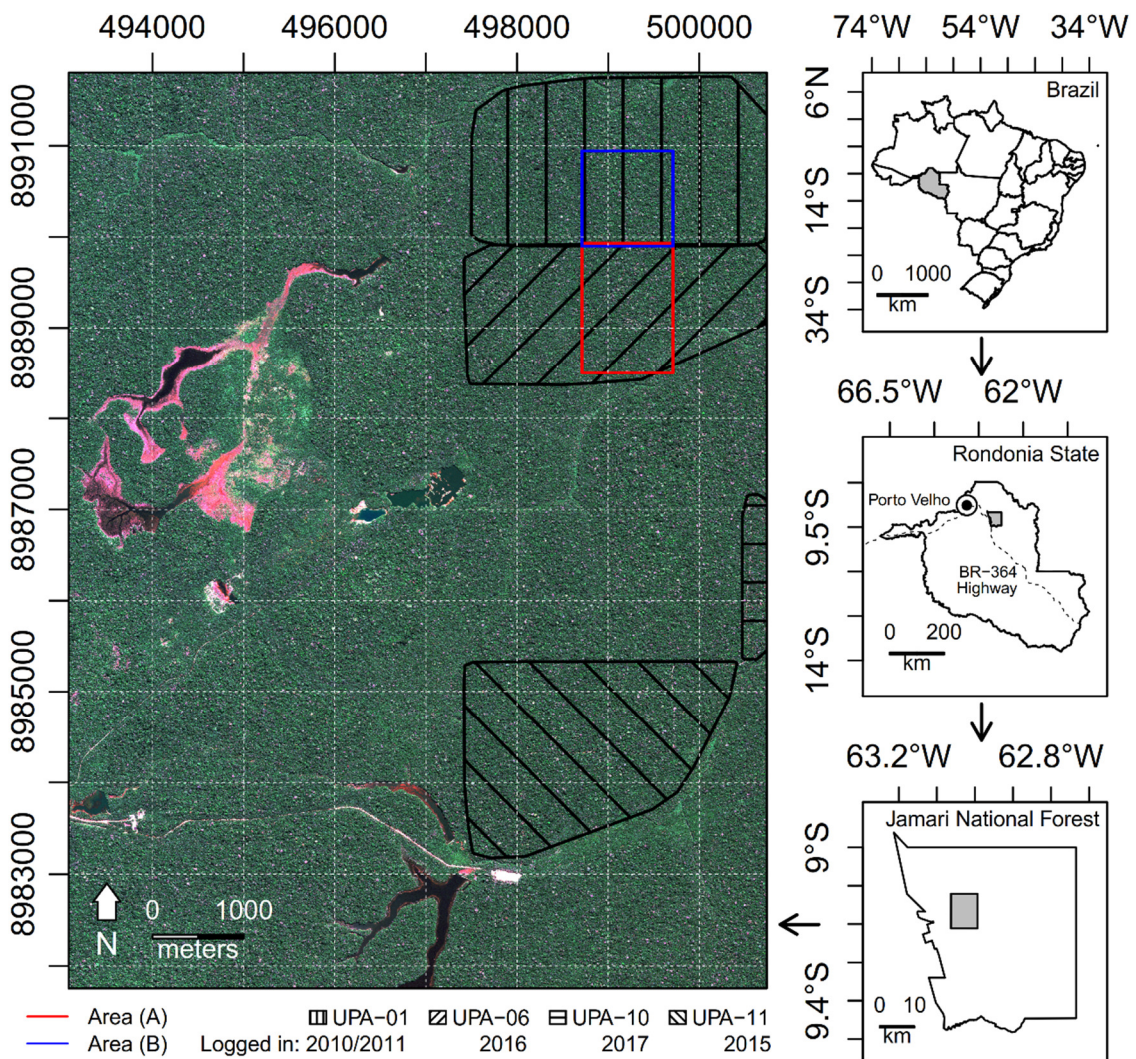 494000 496000 498000 500000
8991000
8989000
8987000
8985000
8983000
0 1000
meters
N
Area (A)
Area (B)
UPA−01 UPA−06 UPA−10 UPA−11
Logged in: 2010/2011 2016 2017 2015
74°W 54°W 34°W
6°N
14°S
34°S
Brazil
0 1000
km
66.5°W 62°W
9.5°S
14°S
Rondonia State
Porto Velho
BR−364
Highway
0 200
km
63.2°W 62.8°W
9°S
9.4°S
Jamari National Forest
0 10
km